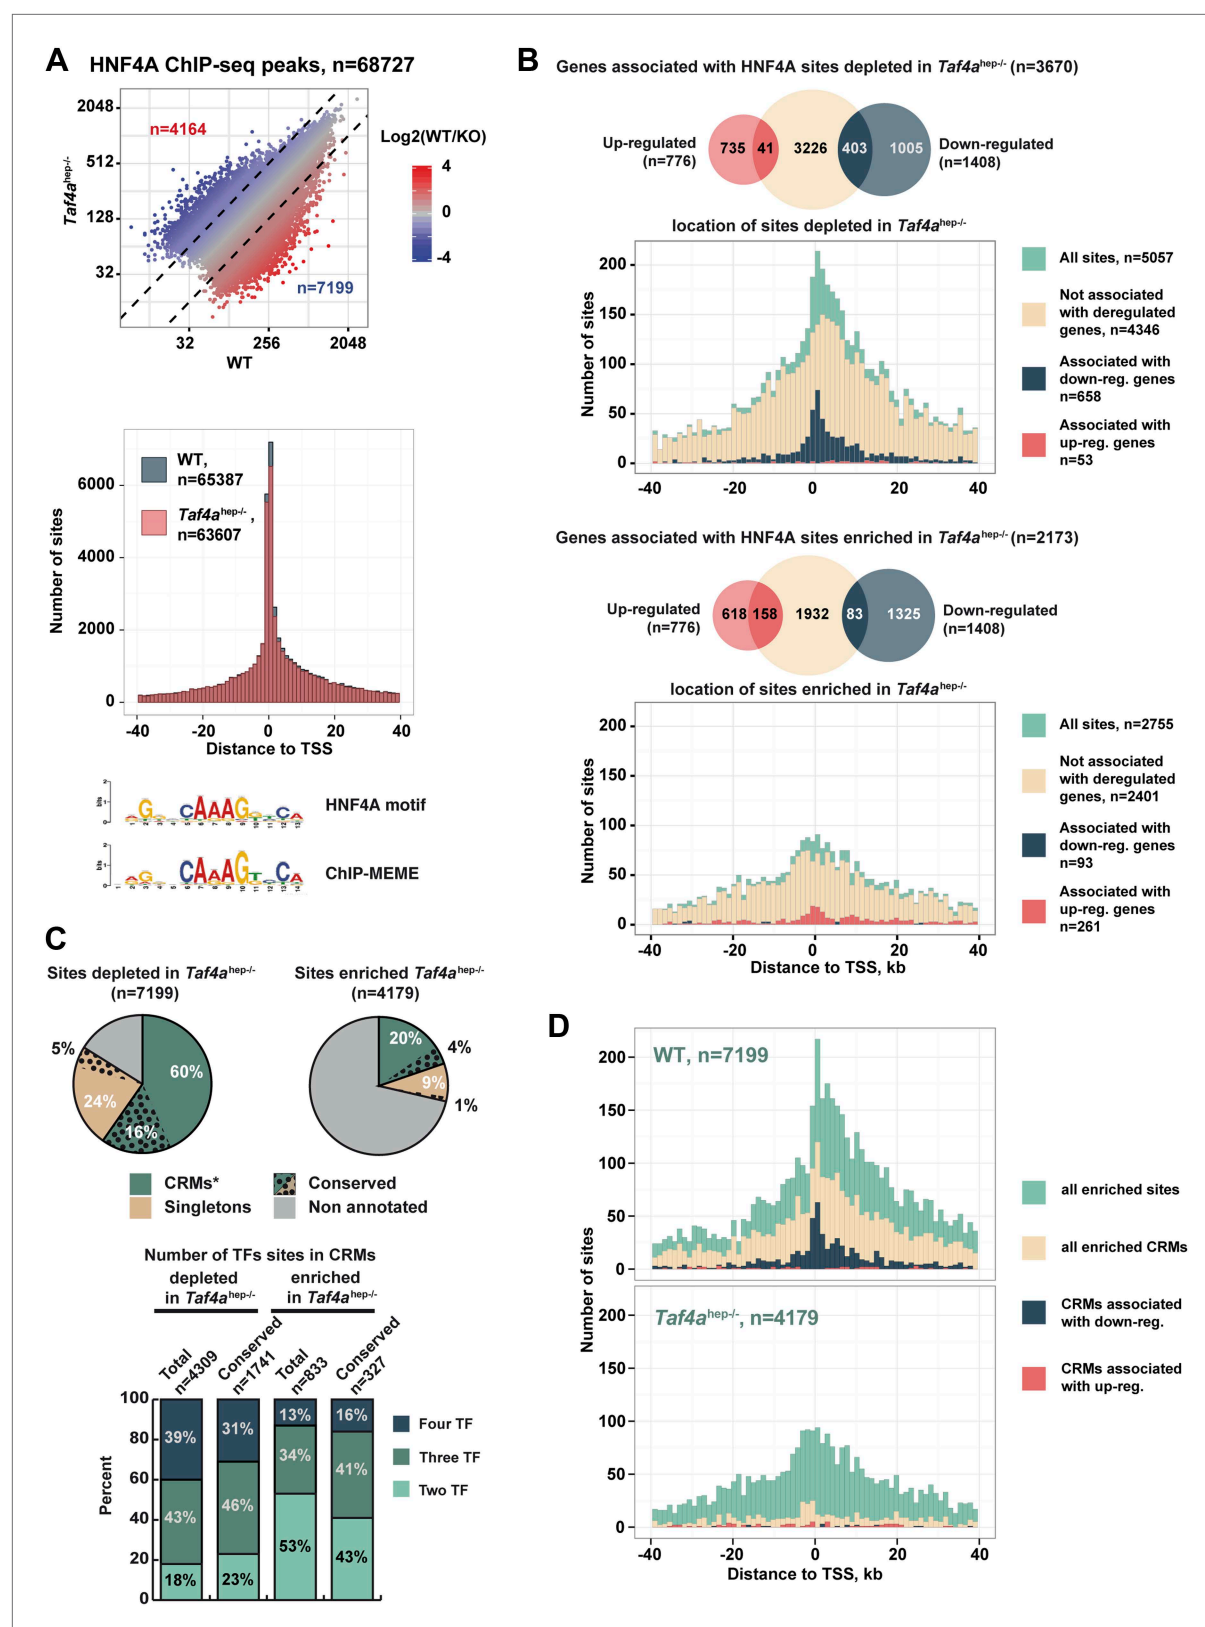 A
HNF4A ChIP-seq peaks, n=68727
Taf4a hep-/-
2048
512
128
32
n=4164
n=7199
32
256
2048
WT
Log2(WT/KO)
4
0
-4
Number of sites
6000
4000
2000
0
WT,
n=65387
Taf4a hep-/- ,
n=63607
-40
-20
0
20
40
Distance to TSS
HNF4A motif
ChIP-MEME
B
Genes associated with HNF4A sites depleted in Taf4a hep-/- (n=3670)
Up-regulated
(n=776)
735
41
3226
403
1005
Down-regulated
(n=1408)
location of sites depleted in Taf4a hep-/-
Number of sites
200
150
100
50
0
-40
-20
0
20
40
All sites, n=5057
Not associated
with deregulated
genes, n=4346
Associated with
down-reg. genes
n=658
Associated with
up-reg. genes
n=53
Genes associated with HNF4A sites enriched in Taf4a hep-/- (n=2173)
Up-regulated
(n=776)
618
158
1932
83
1325
Down-regulated
(n=1408)
location of sites enriched in Taf4a hep-/-
Number of sites
200
150
100
50
0
-40
-20
0
20
40
Distance to TSS, kb
All sites, n=2755
Not associated
with deregulated
genes, n=2401
Associated with
down-reg. genes
n=93
Associated with
up-reg. genes
n=261
C
Sites depleted in Taf4a hep-/-
(n=7199)
5%
60%
24%
16%
Sites enriched Taf4a hep-/-
(n=4179)
20%
4%
9%
1%
CRMs*
Singletons
Conserved
Non annotated
Number of TFs sites in CRMs
depleted
in Taf4a hep-/-
enriched
in Taf4a hep-/-
Total
n=4309
Conserved
n=1741
Total
n=833
Conserved
n=327
Percent
100
80
60
40
20
0
39%
43%
18%
31%
46%
23%
13%
34%
53%
16%
41%
43%
Four TF
Three TF
Two TF
D
Number of sites
WT, n=7199
200
150
100
50
0
Taf4a hep-/-, n=4179
200
150
100
50
0
-40
-20
0
20
40
Distance to TSS, kb
all enriched sites
all enriched CRMs
CRMs associated
with down-reg.
CRMs associated
with up-reg.